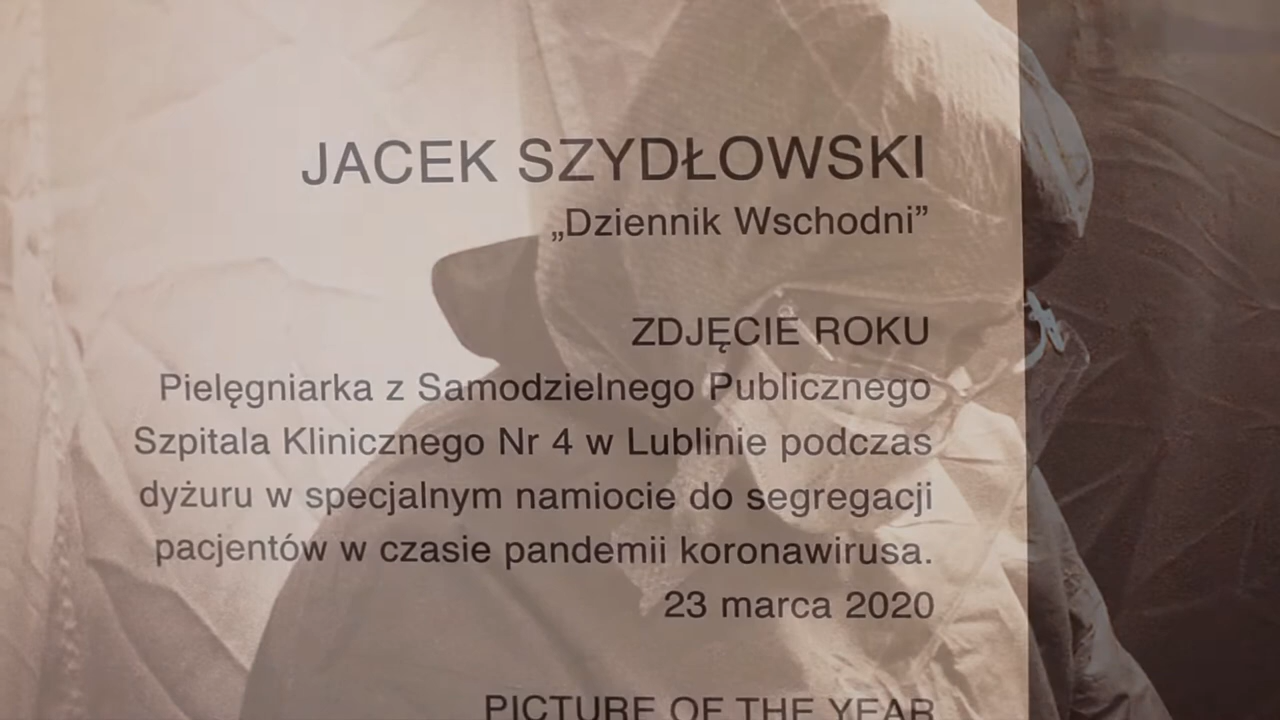 JACEK SZYDŁOWSKI
„Dziennik Wschodni”
ZDJĘCIE ROKU
Pielęgniarka z Samodzielnego Publicznego
Szpitala Klinicznego Nr 4 w Lublinie podczas
dyżuru w specjalnym namiocie do segregacji
pacjentów w czasie pandemii koronawirusa.
23 marca 2020
PICTURE OF THE YEAR